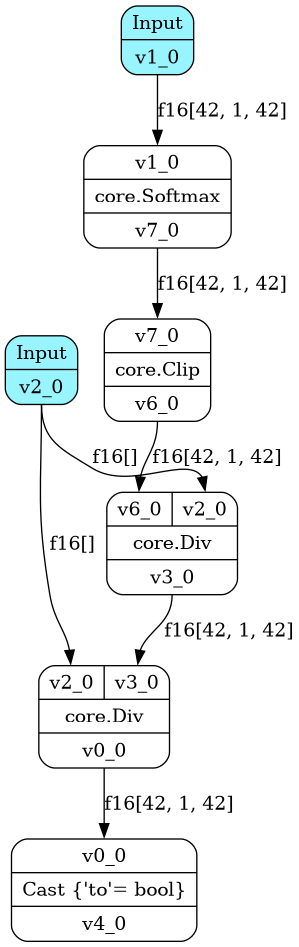 Input
v1_0
f16[42, 1, 42]
v1_0
core.Softmax
v7_0
f16[42, 1, 42]
Input
v2_0
v7_0
core.Clip
v6_0
f16[]
f16[42, 1, 42]
v6_0 v2_0
core.Div
v3_0
f16[]
f16[42, 1, 42]
v2_0 v3_0
core.Div
v0_0
f16[42, 1, 42]
v0_0
Cast {'to'= bool}
v4_0